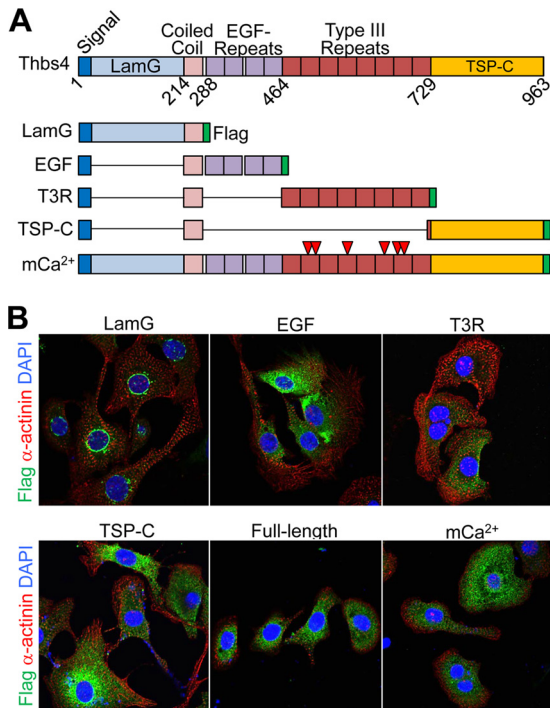 A
Signal
Coiled Coil
EGF-Repeats
Type III Repeats
Thbs4
LamG
TSP-C
1
214
288
464
729
963
LamG
Flag
EGF
T3R
TSP-C
mCa²⁺
B
LamG
EGF
T3R
Flag α-actinin DAPI
TSP-C
Full-length
mCa²⁺
Flag α-actinin DAPI